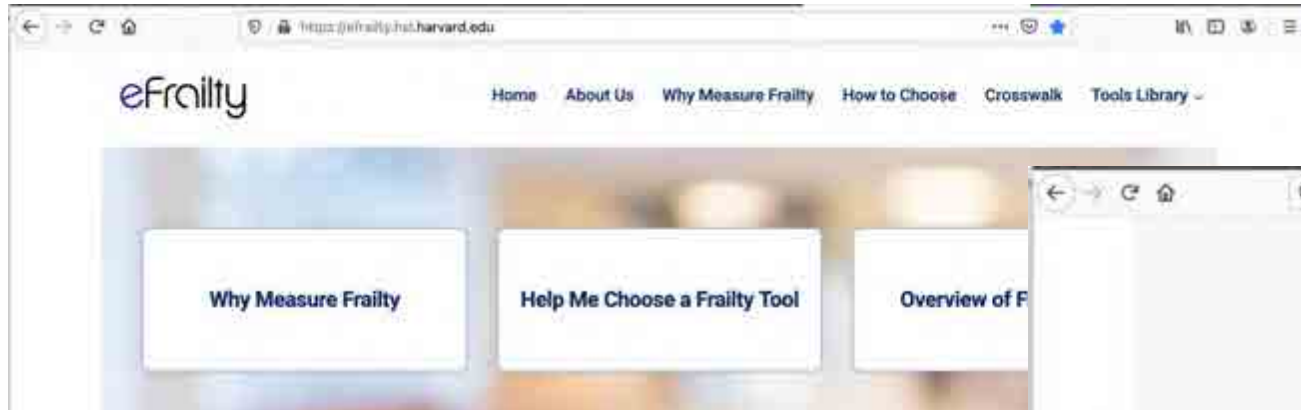 https://efrailty.hsl.harvard.edu
eFrailty
Home About Us Why Measure Frailty How to Choose Crosswalk Tools Library
Why Measure Frailty
Help Me Choose a Frailty Tool
Overview of F